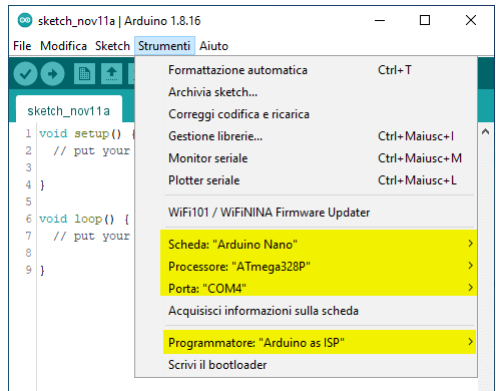 sketch_nov11a | Arduino 1.8.16
File Modifica Sketch Strumenti Aiuto
sketch_nov11a
1 void setup() {
2 // put your
3
4 }
5
6 void loop() {
7 // put your
8
9 }
Formattazione automatica Ctrl+T
Archivia sketch...
Correggi codifica e ricarica
Gestione librerie... Ctrl+Maiusc+I
Monitor seriale Ctrl+Maiusc+M
Plotter seriale Ctrl+Maiusc+L
WiFi101 / WiFiNINA Firmware Updater
Scheda: "Arduino Nano"
Processore: "ATmega328P"
Porta: "COM4"
Acquisisci informazioni sulla scheda
Programmatore: "Arduino as ISP"
Scrivi il bootloader